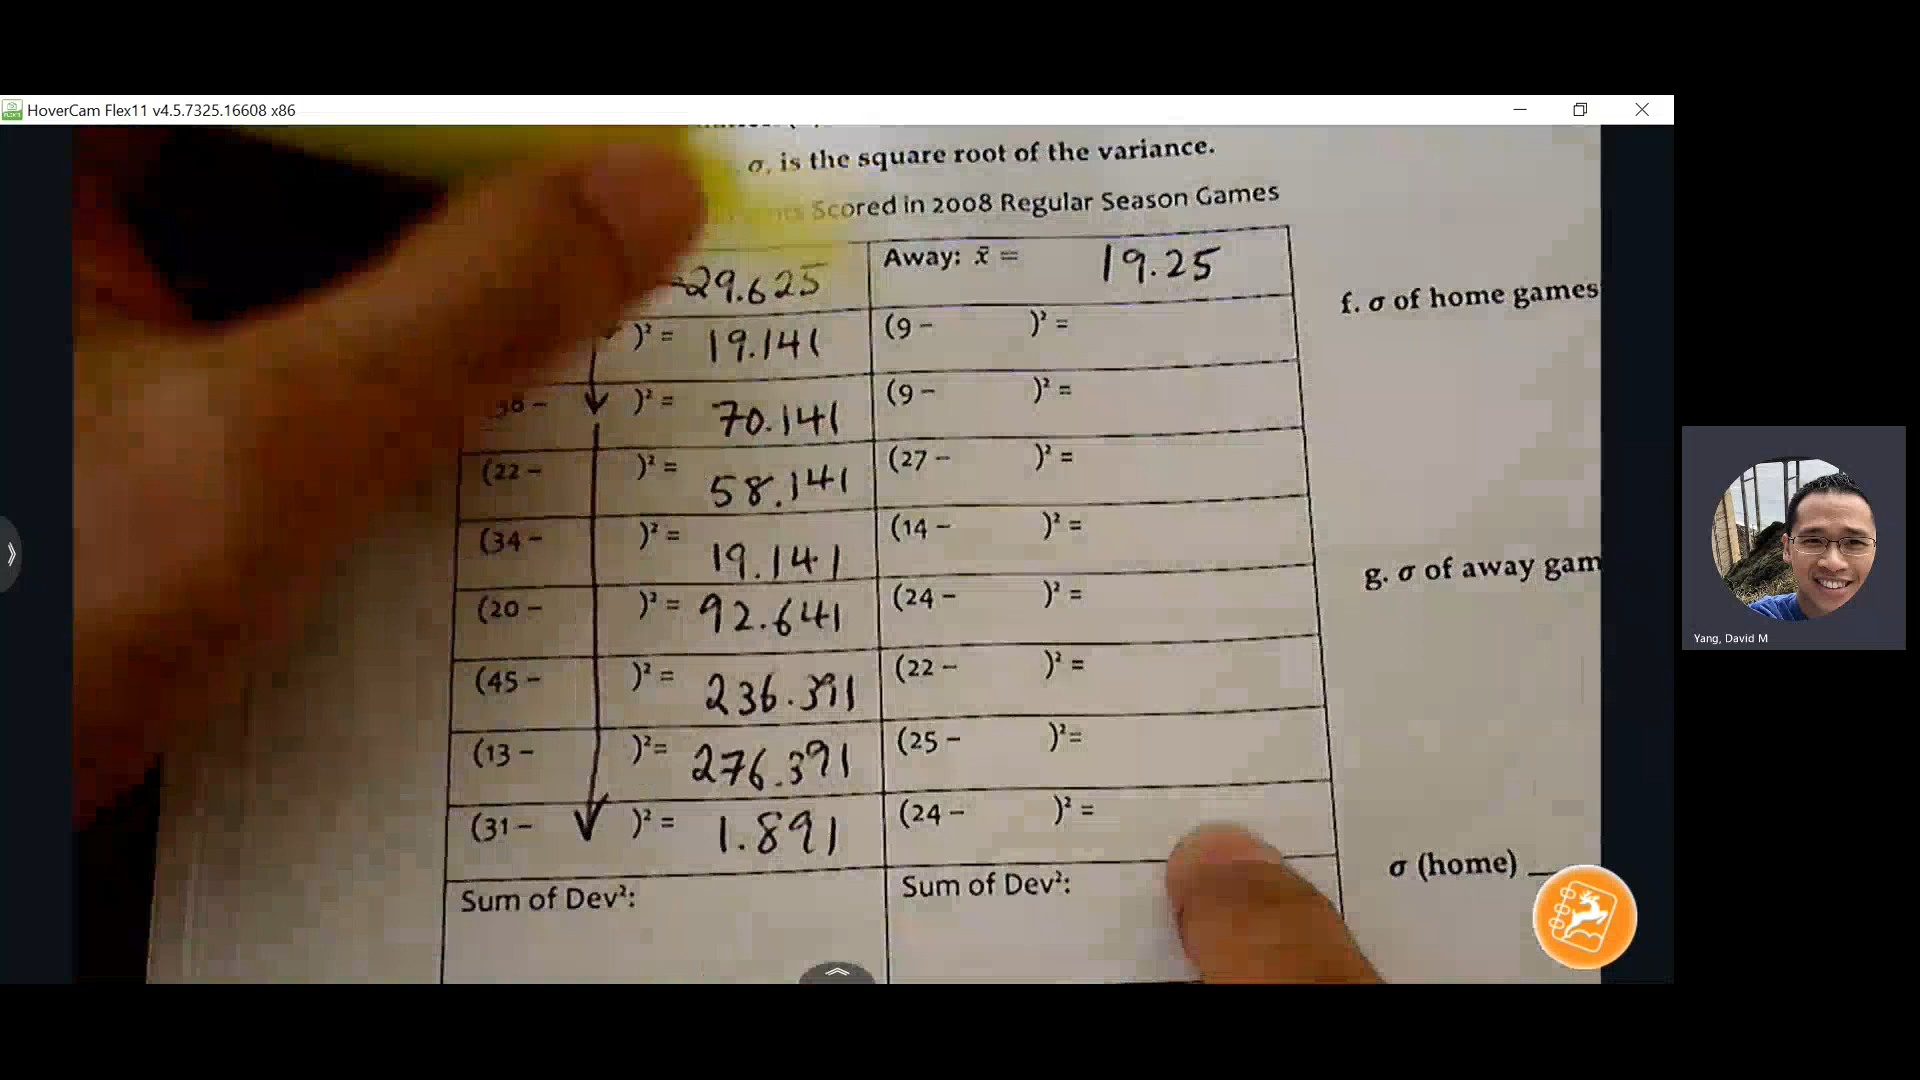 HoverCam Flex11 v4.5.7325.16608 x86
σ, is the square root of the variance.
Scored in 2008 Regular Season Games
29.625 Away: x̄ = 19.25
)² = 19.141 (9 – )² =
f. σ of home games
38 – )² = 70.141 (9 – )² =
(22 – )² = 58.141 (27 – )² =
(34 – )² = 19.141 (14 – )² =
g. σ of away gam
(20 – )² = 92.641 (24 – )² =
(45 – )² = 236.391 (22 – )² =
(13 – )² = 276.391 (25 – )² =
(31 – )² = 1.891 (24 – )² =
σ (home)
Sum of Dev²: Sum of Dev²:
Yang, David M